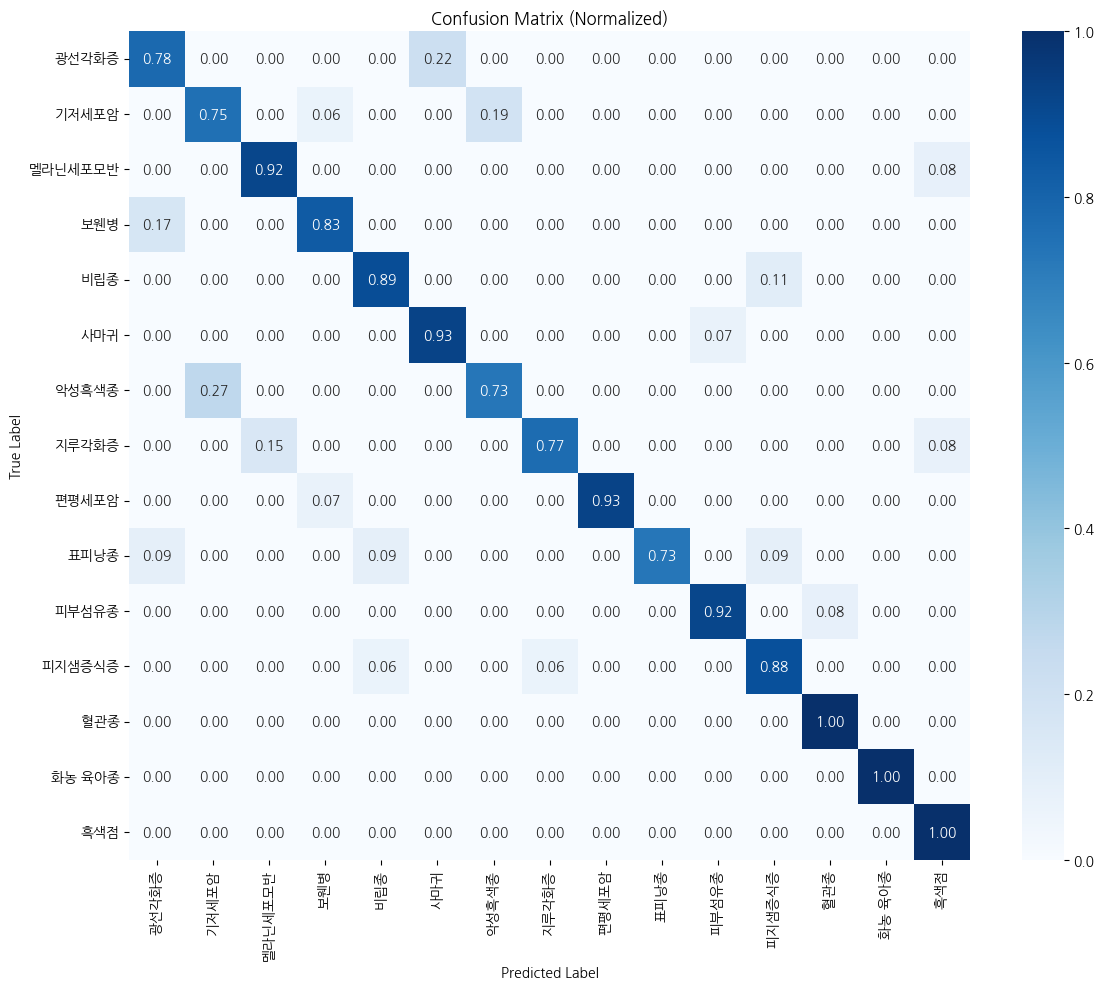 Confusion Matrix (Normalized)
True Label
광선각화증 0.78 0.00 0.00 0.00 0.00 0.22 0.00 0.00 0.00 0.00 0.00 0.00 0.00 0.00 0.00
기저세포암 0.00 0.75 0.00 0.06 0.00 0.00 0.19 0.00 0.00 0.00 0.00 0.00 0.00 0.00 0.00
멜라닌세포모반 0.00 0.00 0.92 0.00 0.00 0.00 0.00 0.00 0.00 0.00 0.00 0.00 0.00 0.00 0.08
보웬병 0.17 0.00 0.00 0.83 0.00 0.00 0.00 0.00 0.00 0.00 0.00 0.00 0.00 0.00 0.00
비립종 0.00 0.00 0.00 0.00 0.89 0.00 0.00 0.00 0.00 0.00 0.00 0.11 0.00 0.00 0.00
사마귀 0.00 0.00 0.00 0.00 0.00 0.93 0.00 0.00 0.00 0.00 0.07 0.00 0.00 0.00 0.00
악성흑색종 0.00 0.27 0.00 0.00 0.00 0.00 0.73 0.00 0.00 0.00 0.00 0.00 0.00 0.00 0.00
지루각화증 0.00 0.00 0.15 0.00 0.00 0.00 0.00 0.77 0.00 0.00 0.00 0.00 0.00 0.00 0.08
편평세포암 0.00 0.00 0.00 0.07 0.00 0.00 0.00 0.00 0.93 0.00 0.00 0.00 0.00 0.00 0.00
표피낭종 0.09 0.00 0.00 0.00 0.09 0.00 0.00 0.00 0.00 0.73 0.00 0.09 0.00 0.00 0.00
피부섬유종 0.00 0.00 0.00 0.00 0.00 0.00 0.00 0.00 0.00 0.00 0.92 0.00 0.08 0.00 0.00
피지샘증식증 0.00 0.00 0.00 0.00 0.06 0.00 0.00 0.06 0.00 0.00 0.00 0.88 0.00 0.00 0.00
혈관종 0.00 0.00 0.00 0.00 0.00 0.00 0.00 0.00 0.00 0.00 0.00 0.00 1.00 0.00 0.00
화농 육아종 0.00 0.00 0.00 0.00 0.00 0.00 0.00 0.00 0.00 0.00 0.00 0.00 0.00 1.00 0.00
흑색점 0.00 0.00 0.00 0.00 0.00 0.00 0.00 0.00 0.00 0.00 0.00 0.00 0.00 0.00 1.00
광선각화증 기저세포암 멜라닌세포모반 보웬병 비립종 사마귀 악성흑색종 지루각화증 편평세포암 표피낭종 피부섬유종 피지샘증식증 혈관종 화농 육아종 흑색점
Predicted Label
1.0
0.8
0.6
0.4
0.2
0.0